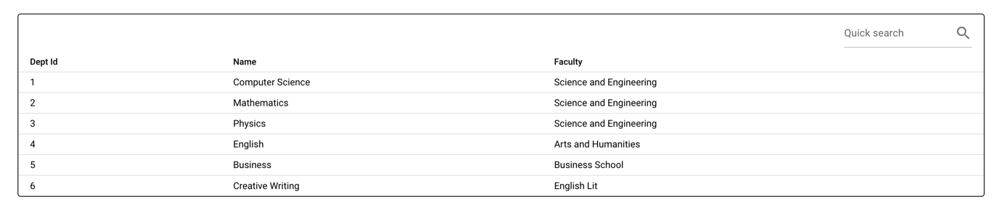 Quick search
Dept Id Name Faculty
1 Computer Science Science and Engineering
2 Mathematics Science and Engineering
3 Physics Science and Engineering
4 English Arts and Humanities
5 Business Business School
6 Creative Writing English Lit